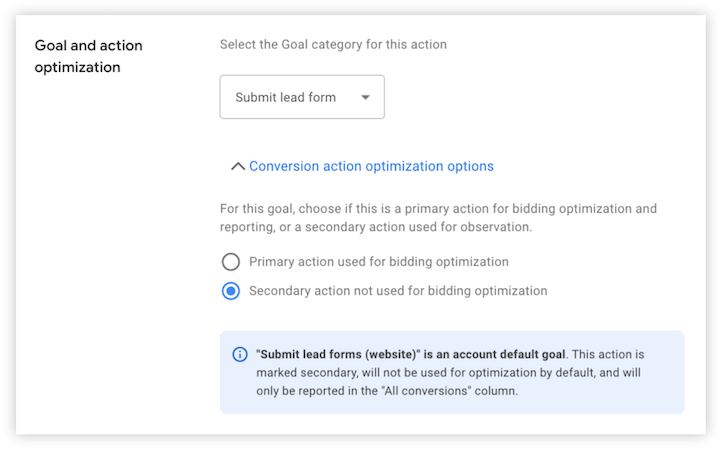 Goal and action
optimization
Select the Goal category for this action
Submit lead form
Conversion action optimization options
For this goal, choose if this is a primary action for bidding optimization and
reporting, or a secondary action used for observation.
Primary action used for bidding optimization
Secondary action not used for bidding optimization
"Submit lead forms (website)" is an account default goal. This action is
marked secondary, will not be used for optimization by default, and will
only be reported in the "All conversions" column.